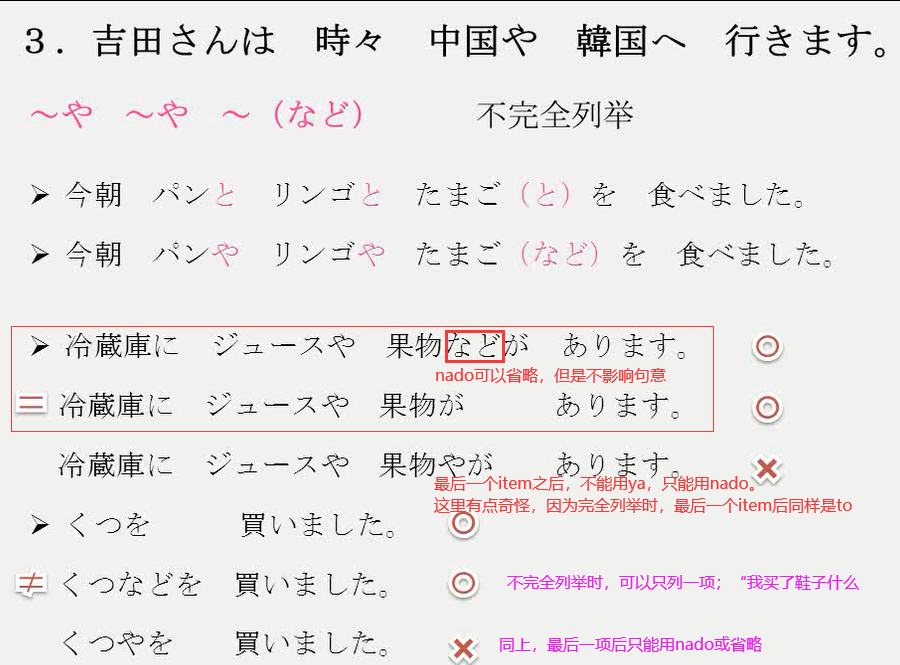 ３．吉田さんは　時々　中国や　韓国へ　行きます。
～や　～や　～（など）　不完全列举
➢ 今朝　パンと　リンゴと　たまご（と）を　食べました。
➢ 今朝　パンや　リンゴや　たまご（など）を　食べました。
➢ 冷蔵庫に　ジュースや　果物などが　あります。 ◎
nado可以省略，但是不影响句意
＝ 冷蔵庫に　ジュースや　果物が　あります。 ◎
冷蔵庫に　ジュースや　果物やが　あります。 ×
最后一个item之后，不能用ya，只能用nado。
这里有点奇怪，因为完全列举时，最后一个item后同样是to
➢ くつを　買いました。 ◎
≠ くつなどを　買いました。 ◎ 不完全列举时，可以只列一项；“我买了鞋子什么
くつやを　買いました。 × 同上，最后一项后只能用nado或省略